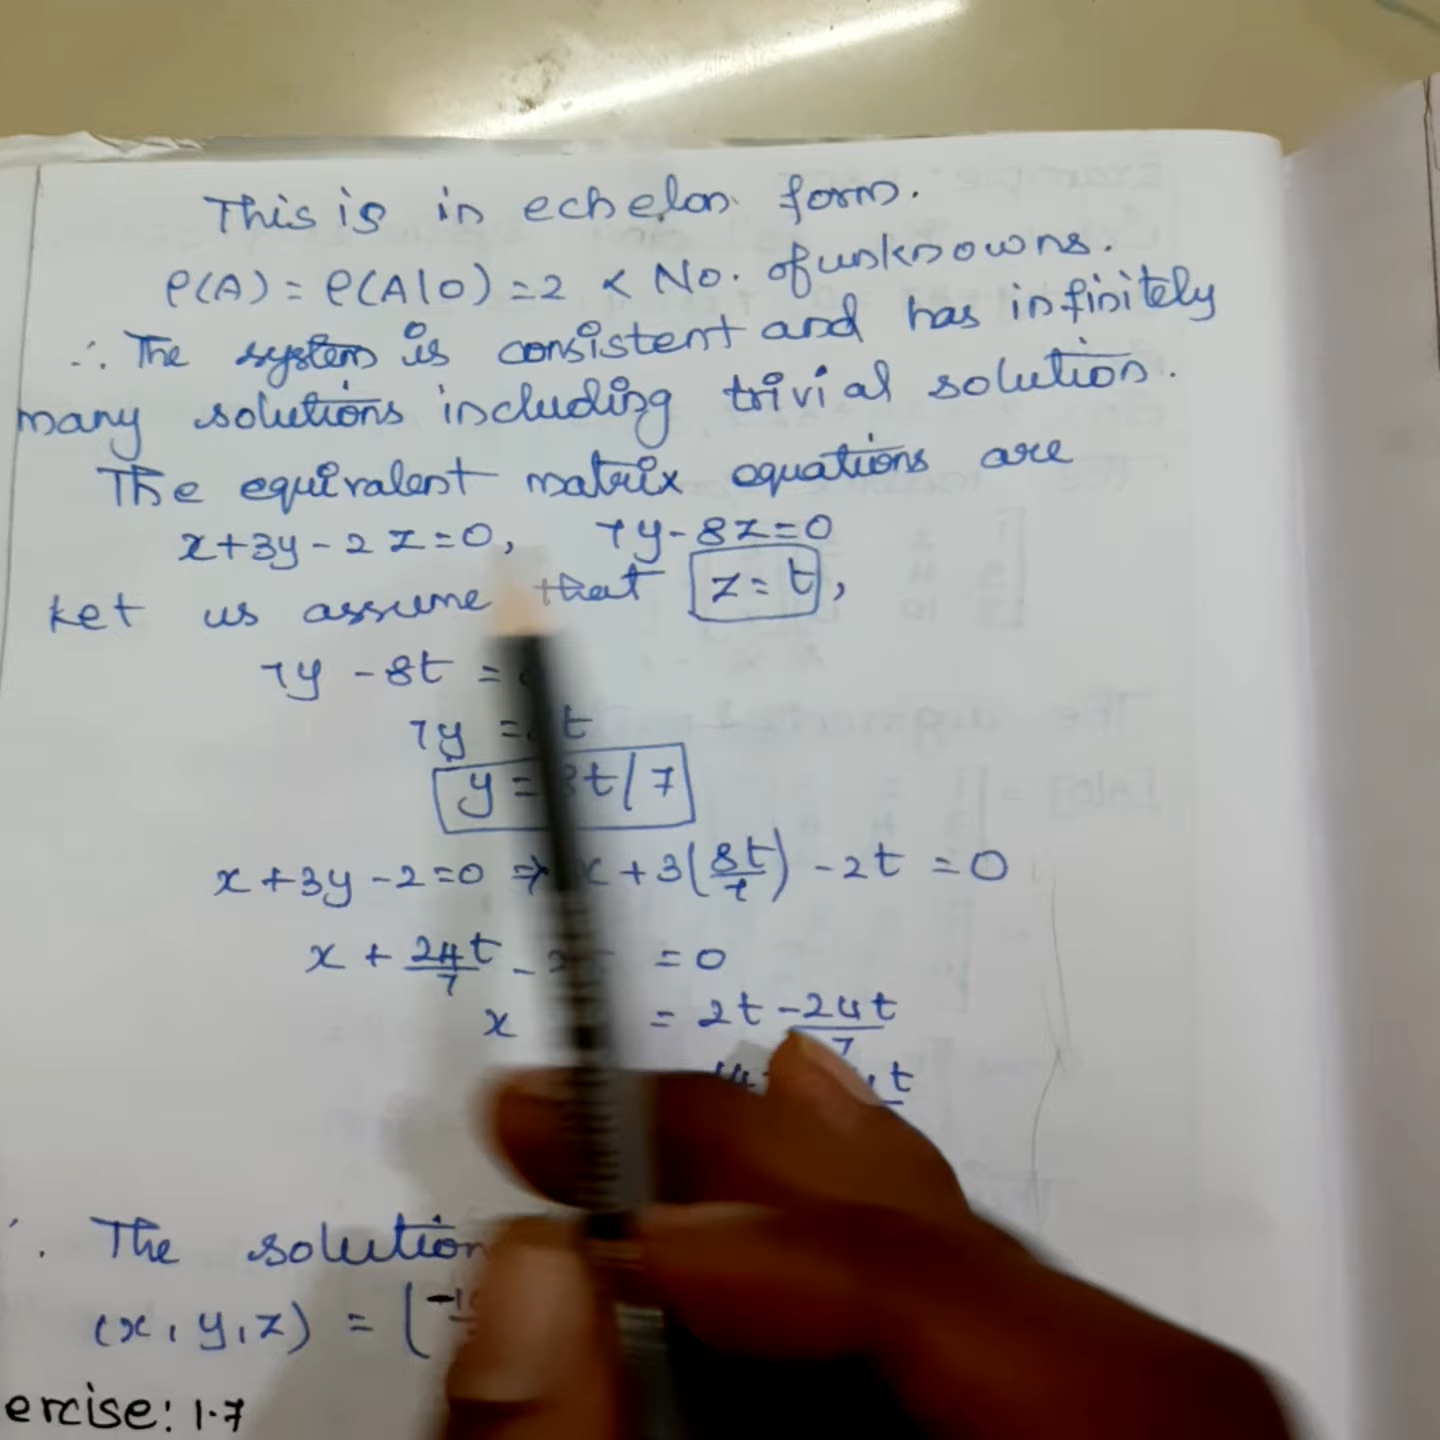 This is in echelon form.
ρ(A) = ρ(A|0) = 2 < No. of unknowns.
∴ The system is consistent and has infinitely
many solutions including trivial solution.
The equivalent matrix equations are
x+3y-2z=0, 7y-8z=0
Let us assume that z=t,
7y - 8t =
7y = t
y = 8t/7
x+3y-2=0 ⇒ x+3(8t/7) - 2t = 0
x + 24t/7 - = 0
x = 2t - 24t/7
t
∴ The solution
(x, y, z) = (
ercise: 1.7